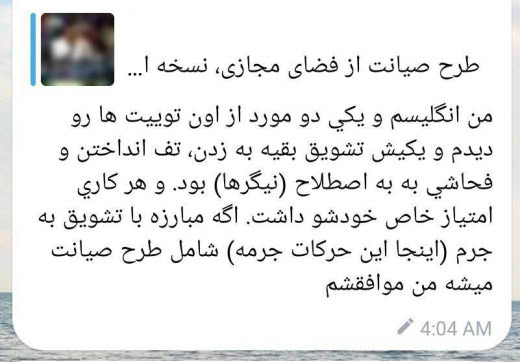 طرح صیانت از فضای مجازی، نسخه ا...
من انگلیسم و یکي دو مورد از اون توییت ها رو
دیدم و یکیش تشویق بقیه به زدن، تف انداختن و
فحاشي به به اصطلاح (نیگرها) بود. و هر کاري
امتیاز خاص خودشو داشت. اگه مبارزه با تشویق به
جرم (اینجا این حرکات جرمه) شامل طرح صیانت
میشه من موافقشم
4:04 AM